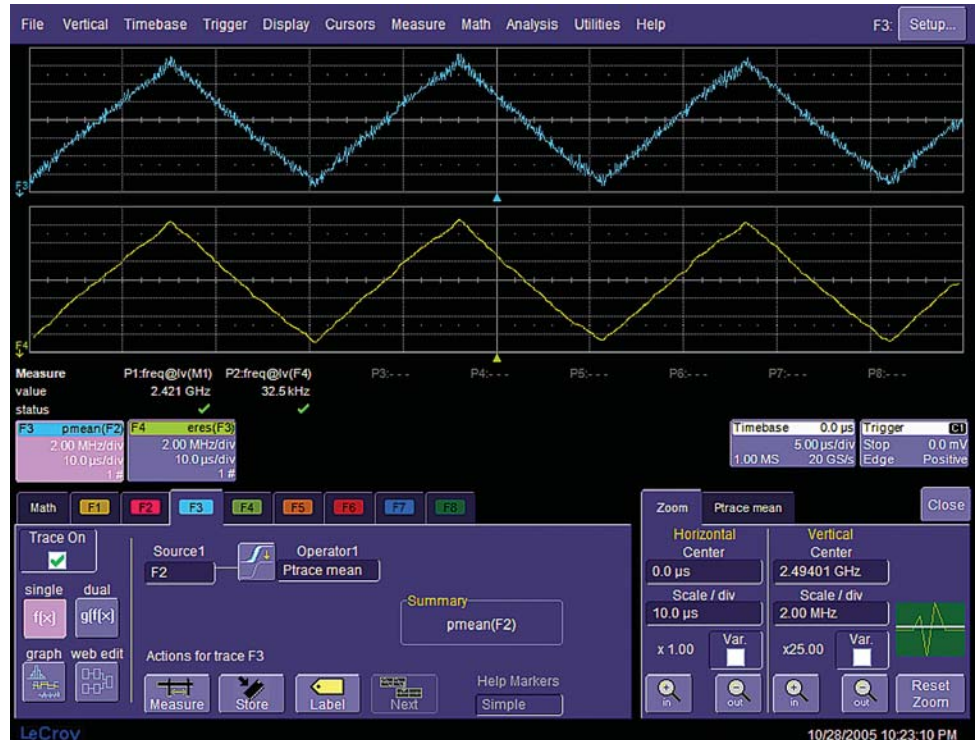 File Vertical Timebase Trigger Display Cursors Measure Math Analysis Utilities Help F3: Setup...
F3
F4
Measure P1:freq@lv(M1) P2:freq@lv(F4) P3:- - - P4:- - - P5:- - - P6:- - - P7:- - - P8:- - -
value 2.421 GHz 32.5 kHz
status
F3 pmean(F2) F4 eres(F3) Timebase 0.0 µs Trigger C1
2.00 MHz/div 2.00 MHz/div 5.00 µs/div Stop 0.0 mV
10.0 µs/div 10.0 µs/div 1.00 MS 20 GS/s Edge Positive
1 # 1 #
Math F1 F2 F3 F4 F5 F6 F7 F8 Zoom Ptrace mean Close
Trace On
Source1 Operator1
F2 Ptrace mean
single dual
f(x) g(f(x)
Summary
pmean(F2)
graph web edit
Actions for trace F3
Measure Store Label Next
Help Markers
Simple
Horizontal Vertical
Center Center
0.0 µs 2.49401 GHz
Scale / div Scale / div
10.0 µs 2.00 MHz
x 1.00 Var. x25.00 Var.
in out in out Reset Zoom
LeCroy 10/28/2005 10:23:10 PM